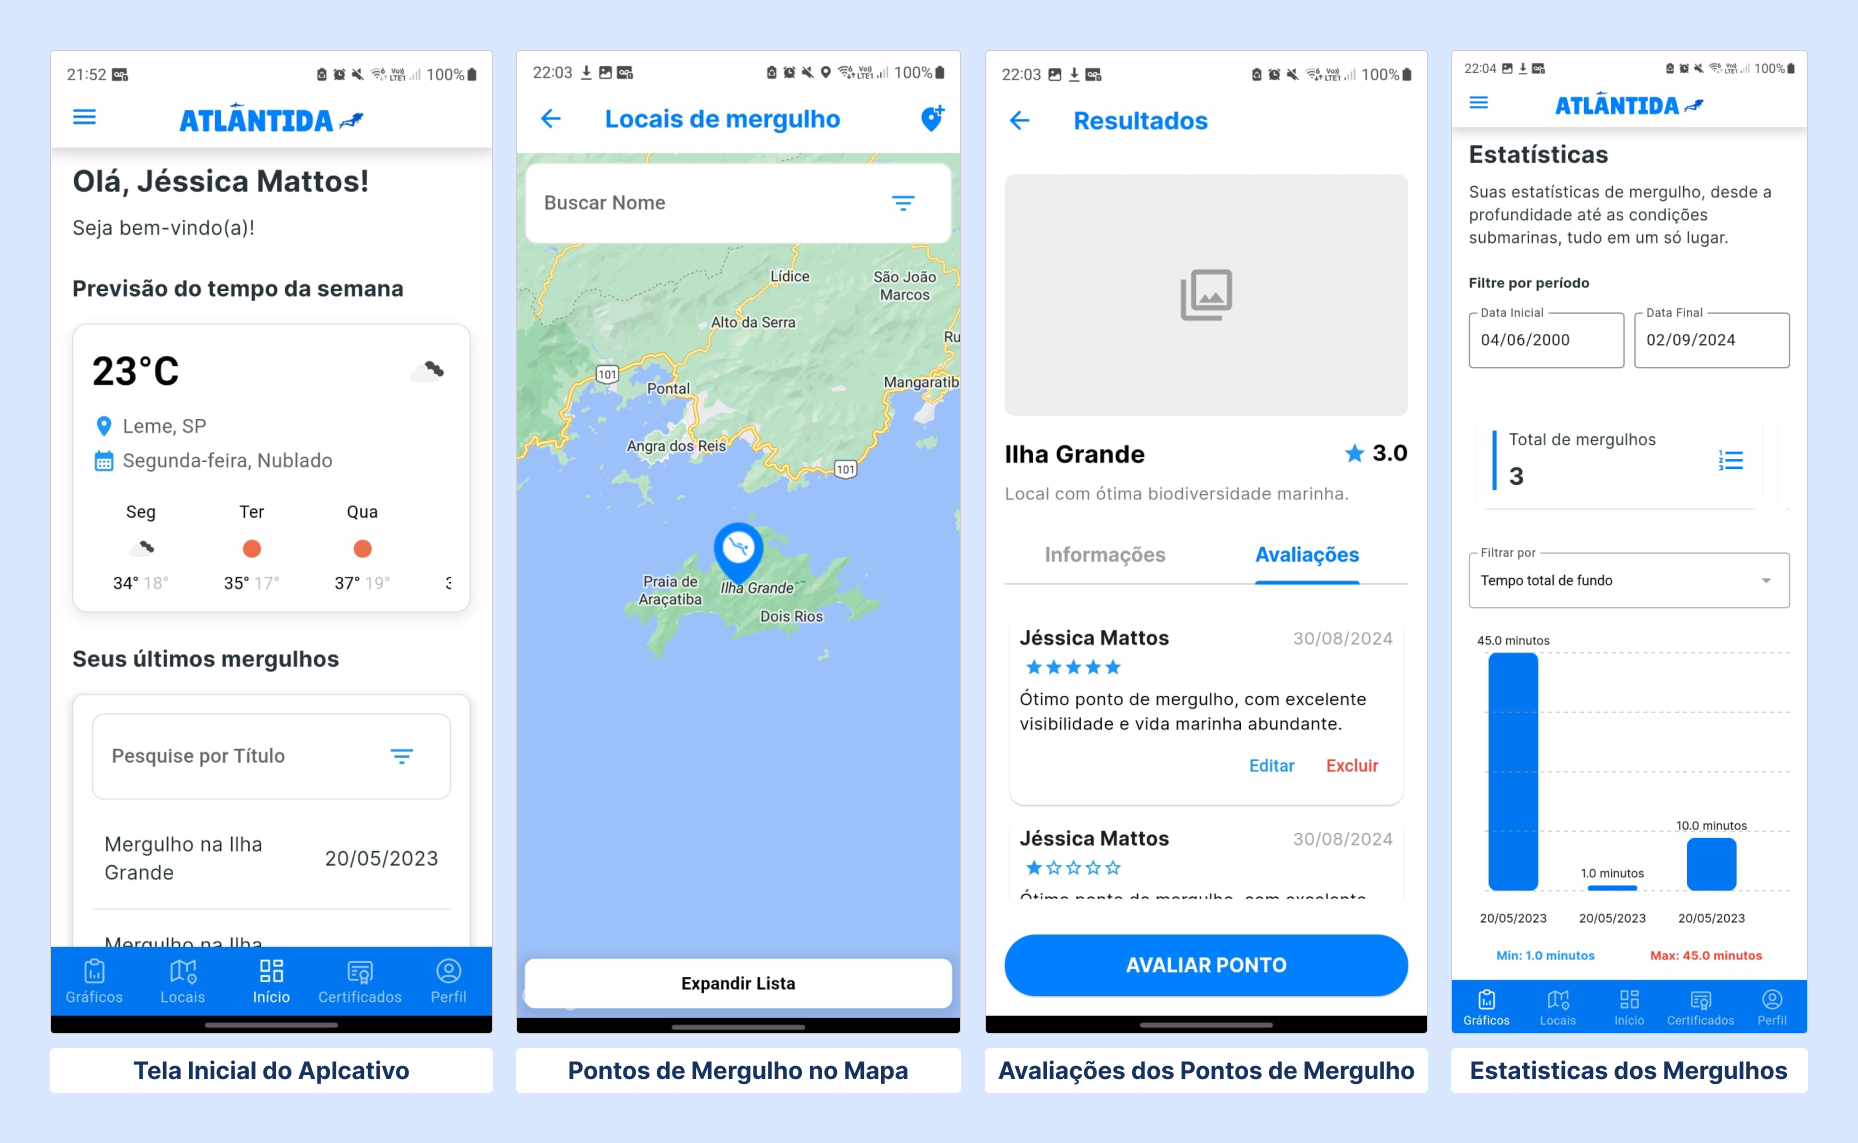 21:52
100%
ATLÂNTIDA
Olá, Jéssica Mattos!
Seja bem-vindo(a)!
Previsão do tempo da semana
23°C
Leme, SP
Segunda-feira, Nublado
Seg Ter Qua
34° 18° 35° 17° 37° 19°
Seus últimos mergulhos
Pesquise por Título
Mergulho na Ilha
Grande
20/05/2023
Mergulho na Ilha
Gráficos Locais Início Certificados Perfil
Tela Inicial do Aplcativo
22:03
100%
Locais de mergulho
Buscar Nome
Lídice
São João
Marcos
Alto da Serra
Ru
101
Pontal
Mangaratib
Angra dos Reis
101
Praia de
Araçatiba
Ilha Grande
Dois Rios
Expandir Lista
Pontos de Mergulho no Mapa
22:03
100%
Resultados
Ilha Grande
3.0
Local com ótima biodiversidade marinha.
Informações Avaliações
Jéssica Mattos 30/08/2024
Ótimo ponto de mergulho, com excelente
visibilidade e vida marinha abundante.
Editar Excluir
Jéssica Mattos 30/08/2024
Ótimo ponto de mergulho, com excelente
AVALIAR PONTO
Avaliações dos Pontos de Mergulho
22:04
100%
ATLÂNTIDA
Estatísticas
Suas estatísticas de mergulho, desde a
profundidade até as condições
submarinas, tudo em um só lugar.
Filtre por período
Data Inicial
04/06/2000
Data Final
02/09/2024
Total de mergulhos
3
Filtrar por
Tempo total de fundo
45.0 minutos
10.0 minutos
1.0 minutos
20/05/2023 20/05/2023 20/05/2023
Min: 1.0 minutos Max: 45.0 minutos
Gráficos Locais Início Certificados Perfil
Estatisticas dos Mergulhos